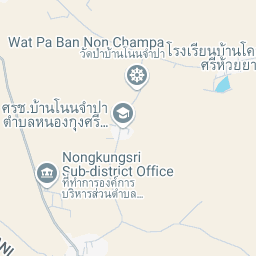 Wat Pa Ban Non Champa
วัดป่าบ้านโนนจำปา
โรงเรียนบ้านโค
ศรีห้วยยา
ศรช.บ้านโนนจำปา
ตำบลหนองกุงศรี...
Nongkungsri
Sub-district Office
ที่ทำการองค์การ
บริหารส่วนตำบล...